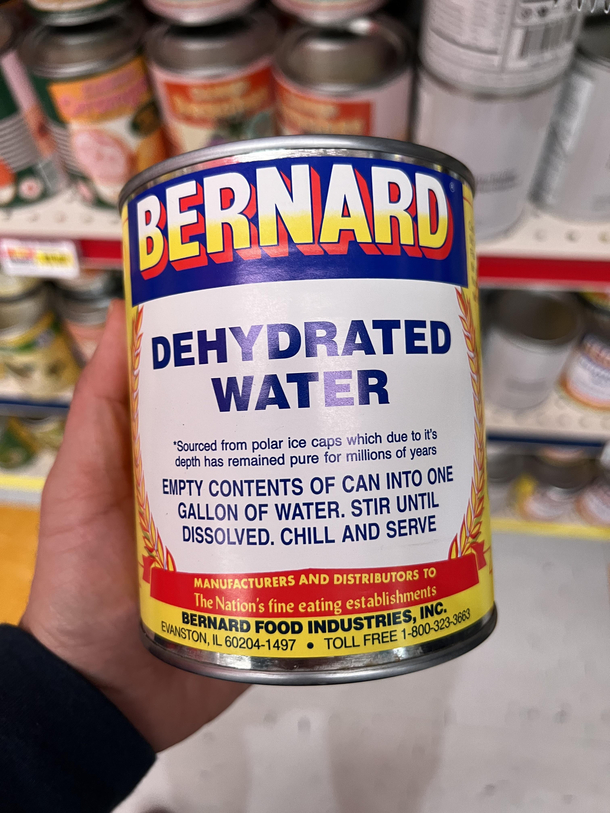 BERNARD
DEHYDRATED
WATER
*Sourced from polar ice caps which due to it's
depth has remained pure for millions of years
EMPTY CONTENTS OF CAN INTO ONE
GALLON OF WATER. STIR UNTIL
DISSOLVED. CHILL AND SERVE
MANUFACTURERS AND DISTRIBUTORS TO
The Nation's fine eating establishments
BERNARD FOOD INDUSTRIES, INC.
EVANSTON, IL 60204-1497 • TOLL FREE 1-800-323-3663